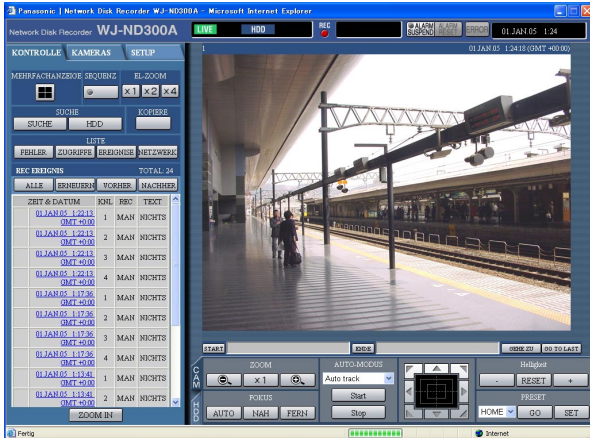 Panasonic | Network Disk Recorder WJ-ND300A - Microsoft Internet Explorer
Network Disk Recorder WJ-ND300A
LIVE HDD REC ALARM SUSPEND ALARM RESET ERROR 01.JAN.05 1:24
KONTROLLE KAMERAS SETUP
1 01.JAN.05 1:24:18 (GMT +00:00)
MEHRFACHANZEIGE SEQUENZ EL-ZOOM
x1 x2 x4
SUCHE KOPIERE
SUCHE HDD
LISTE
FEHLER ZUGRIFFE EREIGNISE NETZWERK
REC EREIGNIS TOTAL: 24
ALLE ERNEUERN VORHER NACHHER
ZEIT & DATUM KNL REC TEXT
01.JAN.05 1:22:13
GMT +0:00 1 MAN NICHTS
01.JAN.05 1:22:13
GMT +0:00 2 MAN NICHTS
01.JAN.05 1:22:13
GMT +0:00 3 MAN NICHTS
01.JAN.05 1:22:13
GMT +0:00 4 MAN NICHTS
01.JAN.05 1:17:36
GMT +0:00 1 MAN NICHTS
01.JAN.05 1:17:36
GMT +0:00 2 MAN NICHTS
01.JAN.05 1:17:36
GMT +0:00 3 MAN NICHTS
01.JAN.05 1:17:36
GMT +0:00 4 MAN NICHTS
01.JAN.05 1:13:41
GMT +0:00 1 MAN NICHTS
01.JAN.05 1:13:41
GMT +0:00 2 MAN NICHTS
ZOOM IN
START ENDE GEHE ZU GO TO LAST
CAM
HDD
ZOOM
x 1
FOKUS
AUTO NAH FERN
AUTO-MODUS
Auto track
Start
Stop
Helligkeit
- RESET +
PRESET
HOME GO SET
Fertig Internet